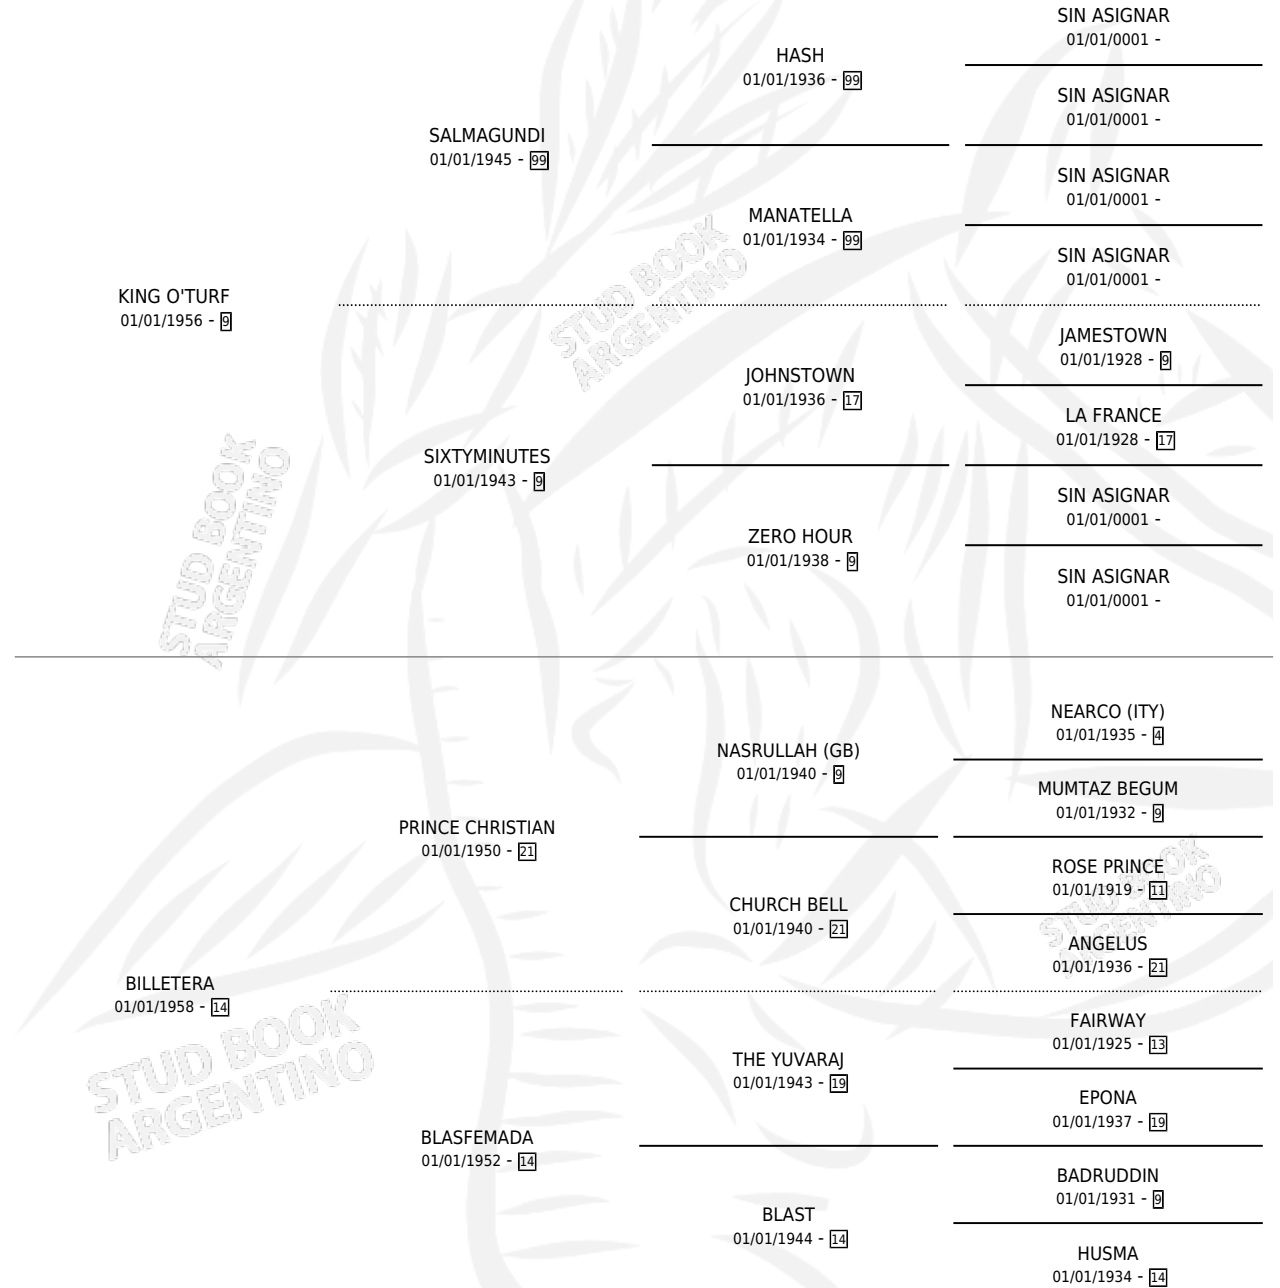 SIN ASIGNAR
01/01/0001 -
HASH
01/01/1936 - 99
SIN ASIGNAR
01/01/0001 -
SALMAGUNDI
01/01/1945 - 99
SIN ASIGNAR
01/01/0001 -
MANATELLA
01/01/1934 - 99
SIN ASIGNAR
01/01/0001 -
KING O'TURF
01/01/1956 - 9
JAMESTOWN
01/01/1928 - 9
JOHNSTOWN
01/01/1936 - 17
LA FRANCE
01/01/1928 - 17
SIXTYMINUTES
01/01/1943 - 9
SIN ASIGNAR
01/01/0001 -
ZERO HOUR
01/01/1938 - 9
SIN ASIGNAR
01/01/0001 -
NEARCO (ITY)
01/01/1935 - 4
NASRULLAH (GB)
01/01/1940 - 9
MUMTAZ BEGUM
01/01/1932 - 9
PRINCE CHRISTIAN
01/01/1950 - 21
ROSE PRINCE
01/01/1919 - 11
CHURCH BELL
01/01/1940 - 21
ANGELUS
01/01/1936 - 21
BILLETERA
01/01/1958 - 14
FAIRWAY
01/01/1925 - 13
THE YUVARAJ
01/01/1943 - 19
EPONA
01/01/1937 - 19
BLASFEMADA
01/01/1952 - 14
BADRUDDIN
01/01/1931 - 9
BLAST
01/01/1944 - 14
HUSMA
01/01/1934 - 14
STUD BOOK
ARGENTINO
STUD BOOK
ARGENTINO
STUD BOOK
ARGENTINO
STUD BOOK
ARGENTINO